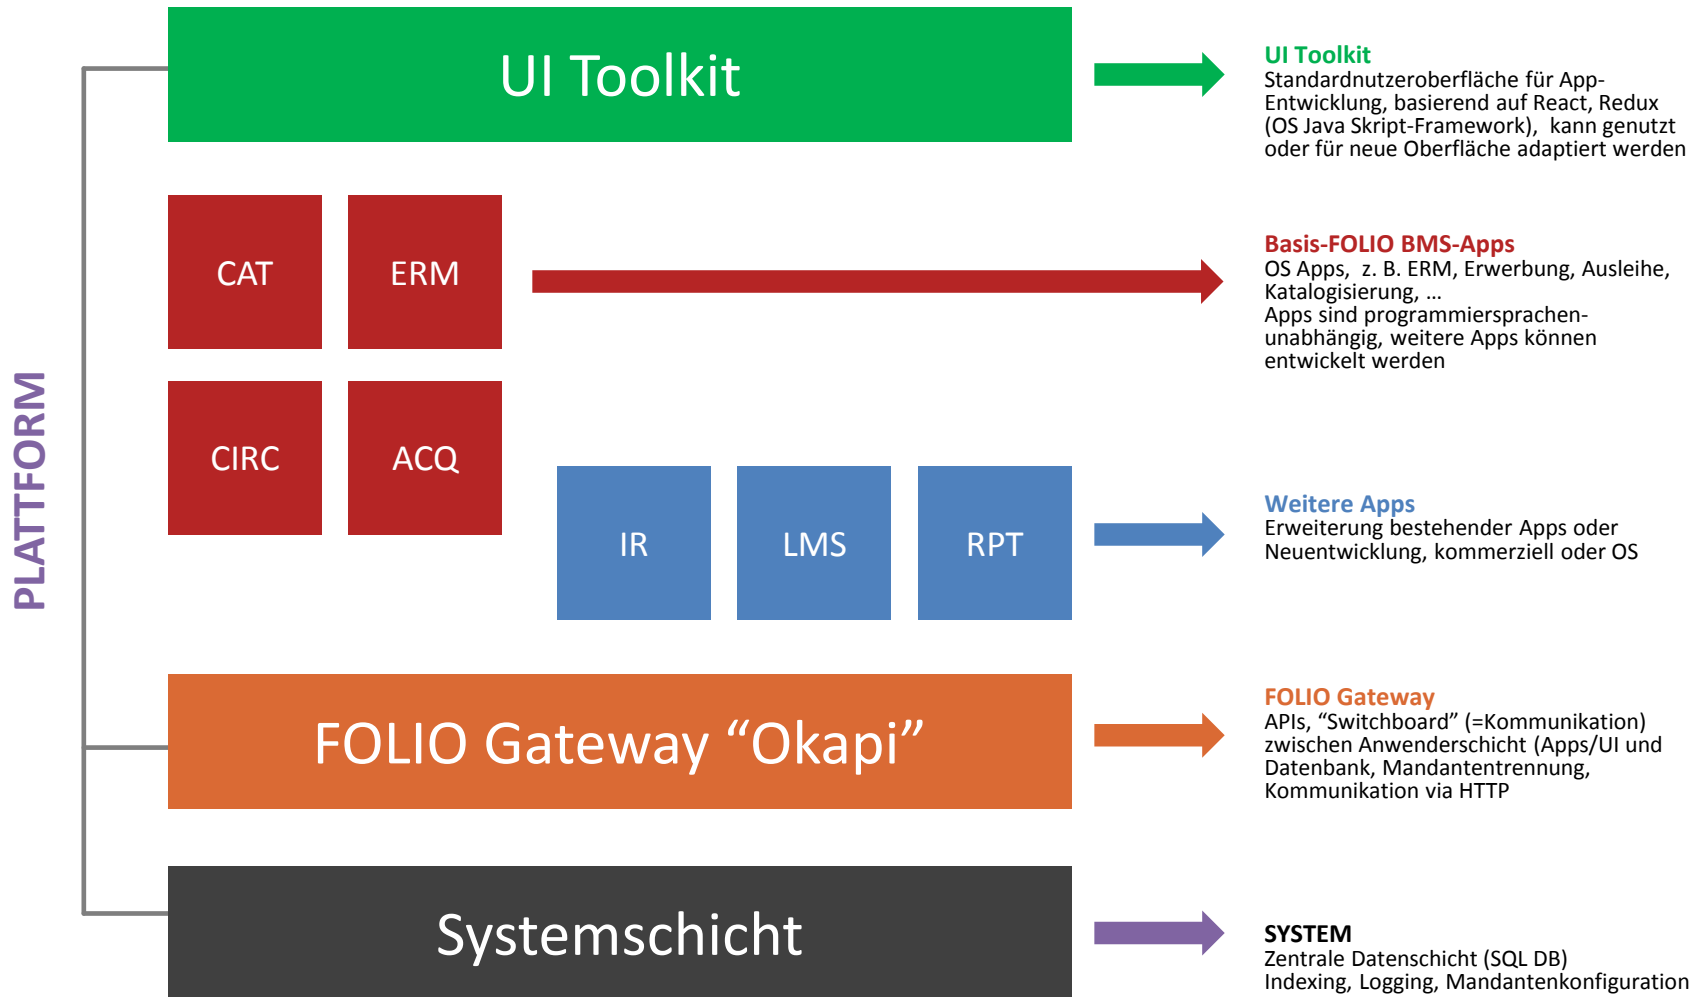 PLATTFORM
UI Toolkit
UI Toolkit
Standardnutzeroberfläche für App-
Entwicklung, basierend auf React, Redux
(OS Java Skript-Framework),  kann genutzt
oder für neue Oberfläche adaptiert werden
CAT
ERM
Basis-FOLIO BMS-Apps
OS Apps,  z. B. ERM, Erwerbung, Ausleihe,
Katalogisierung, …
Apps sind programmiersprachen-
unabhängig, weitere Apps können
entwickelt werden
CIRC
ACQ
IR
LMS
RPT
Weitere Apps
Erweiterung bestehender Apps oder
Neuentwicklung, kommerziell oder OS
FOLIO Gateway “Okapi”
FOLIO Gateway
APIs, “Switchboard” (=Kommunikation)
zwischen Anwenderschicht (Apps/UI und
Datenbank, Mandantentrennung,
Kommunikation via HTTP
Systemschicht
SYSTEM
Zentrale Datenschicht (SQL DB)
Indexing, Logging, Mandantenkonfiguration